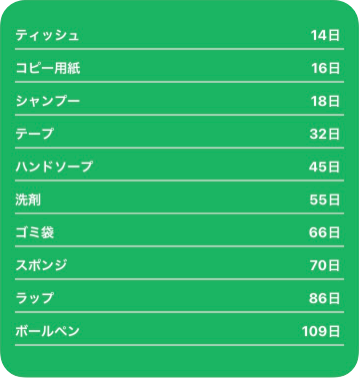 ティッシュ 14日
コピー用紙 16日
シャンプー 18日
テープ 32日
ハンドソープ 45日
洗剤 55日
ゴミ袋 66日
スポンジ 70日
ラップ 86日
ボールペン 109日